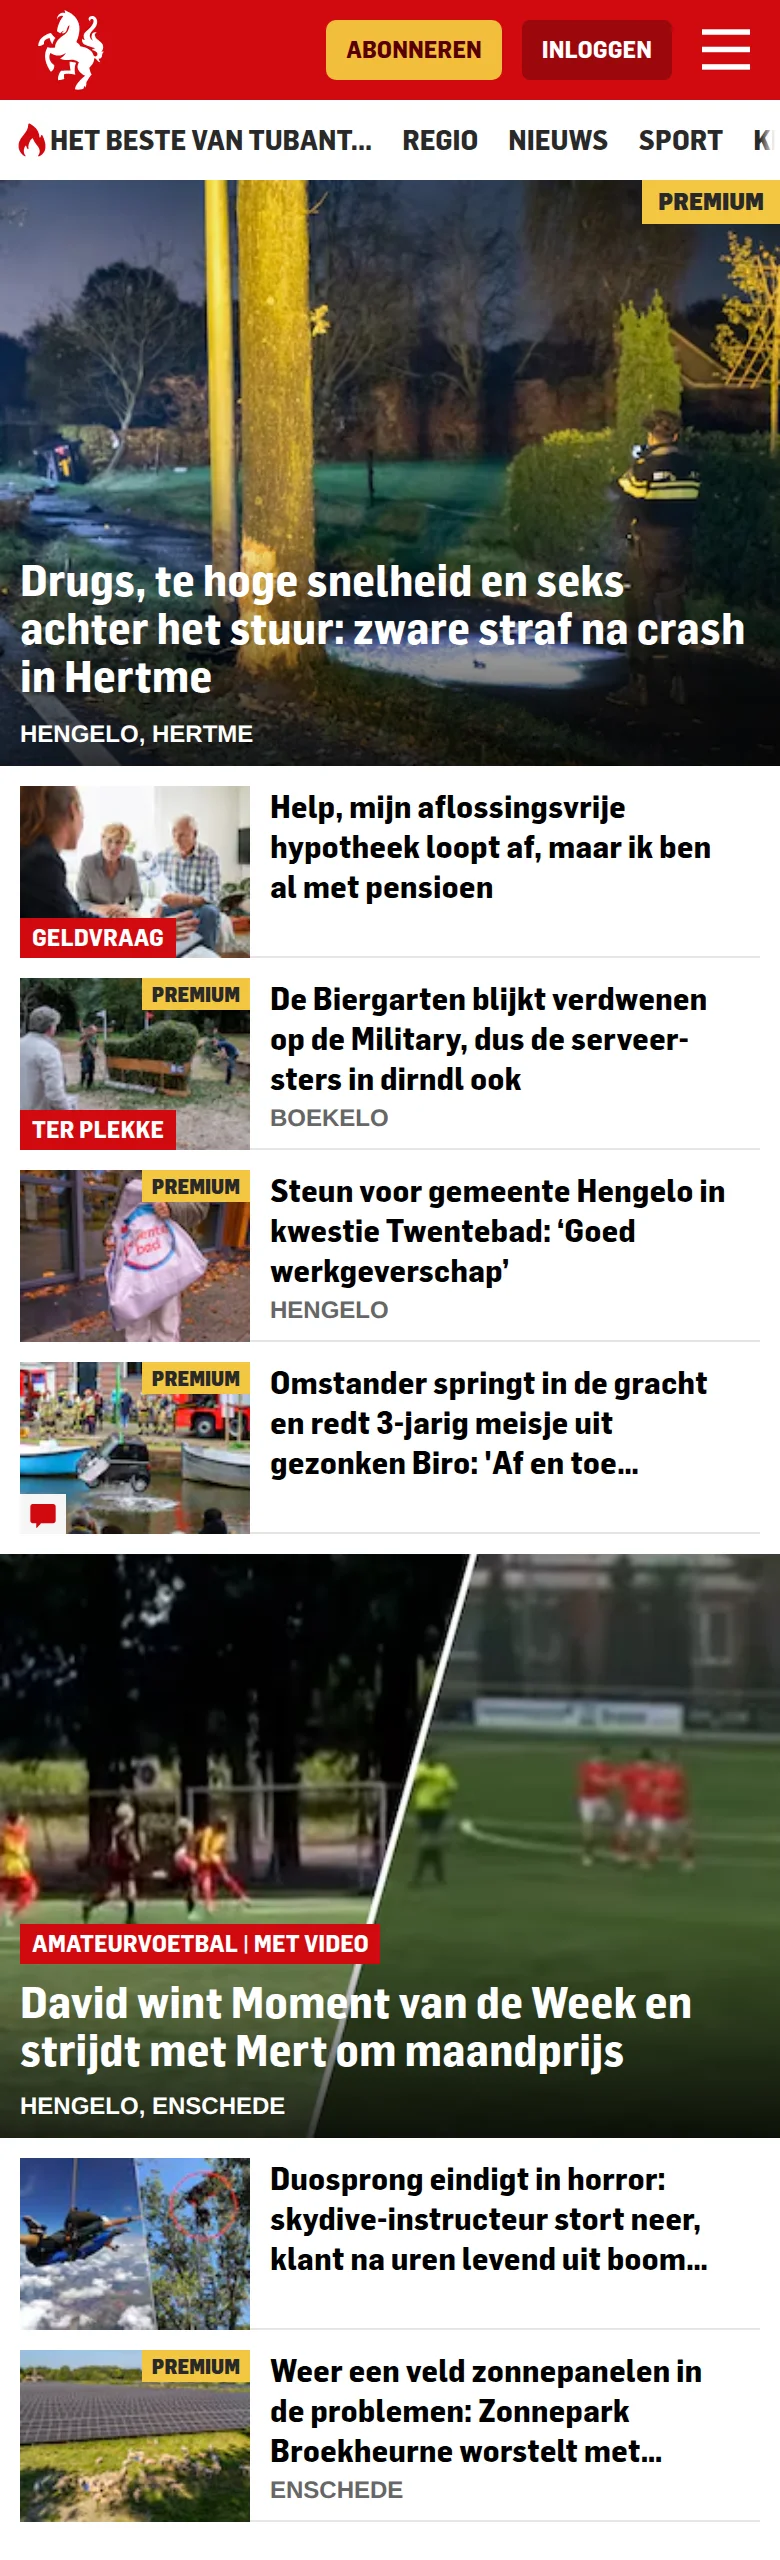 ABONNEREN
INLOGGEN
HET BESTE VAN TUBANT...
REGIO
NIEUWS
SPORT
PREMIUM
Drugs, te hoge snelheid en seks
achter het stuur: zware straf na crash
in Hertme
HENGELO, HERTME
Help, mijn aflossingsvrije
hypotheek loopt af, maar ik ben
al met pensioen
GELDVRAAG
PREMIUM
De Biergarten blijkt verdwenen
op de Military, dus de serveer-
sters in dirndl ook
BOEKELO
TER PLEKKE
PREMIUM
Steun voor gemeente Hengelo in
kwestie Twentebad: ‘Goed
werkgeverschap’
HENGELO
PREMIUM
Omstander springt in de gracht
en redt 3-jarig meisje uit
gezonken Biro: 'Af en toe...
AMATEURVOETBAL | MET VIDEO
David wint Moment van de Week en
strijdt met Mert om maandprijs
HENGELO, ENSCHEDE
Duosprong eindigt in horror:
skydive-instructeur stort neer,
klant na uren levend uit boom...
PREMIUM
Weer een veld zonnepanelen in
de problemen: Zonnepark
Broekheurne worstelt met...
ENSCHEDE